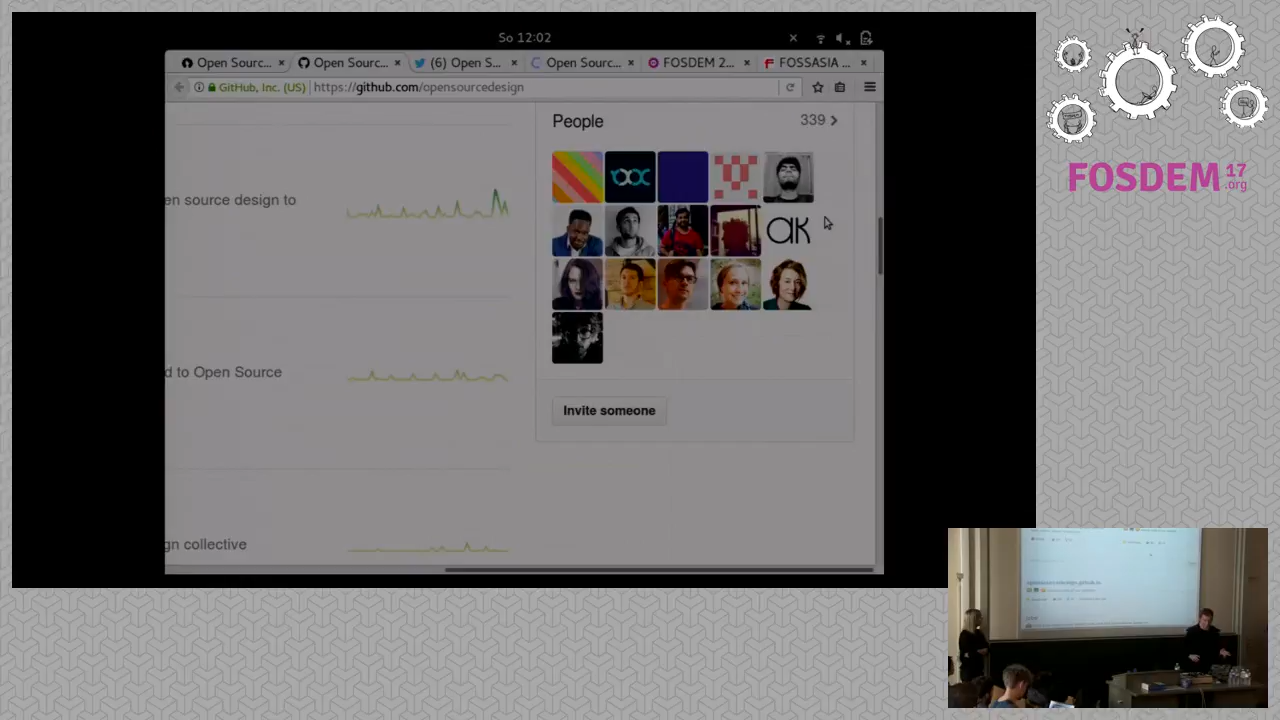 So 12:02
Open Sourc... Open Sourc... (6) Open S... Open Sourc... FOSDEM 2... FOSSASIA ...
GitHub, Inc. (US) https://github.com/opensourcedesign
People 339
en source design to
ak
d to Open Source
Invite someone
gn collective
FOSDEM 17
.org